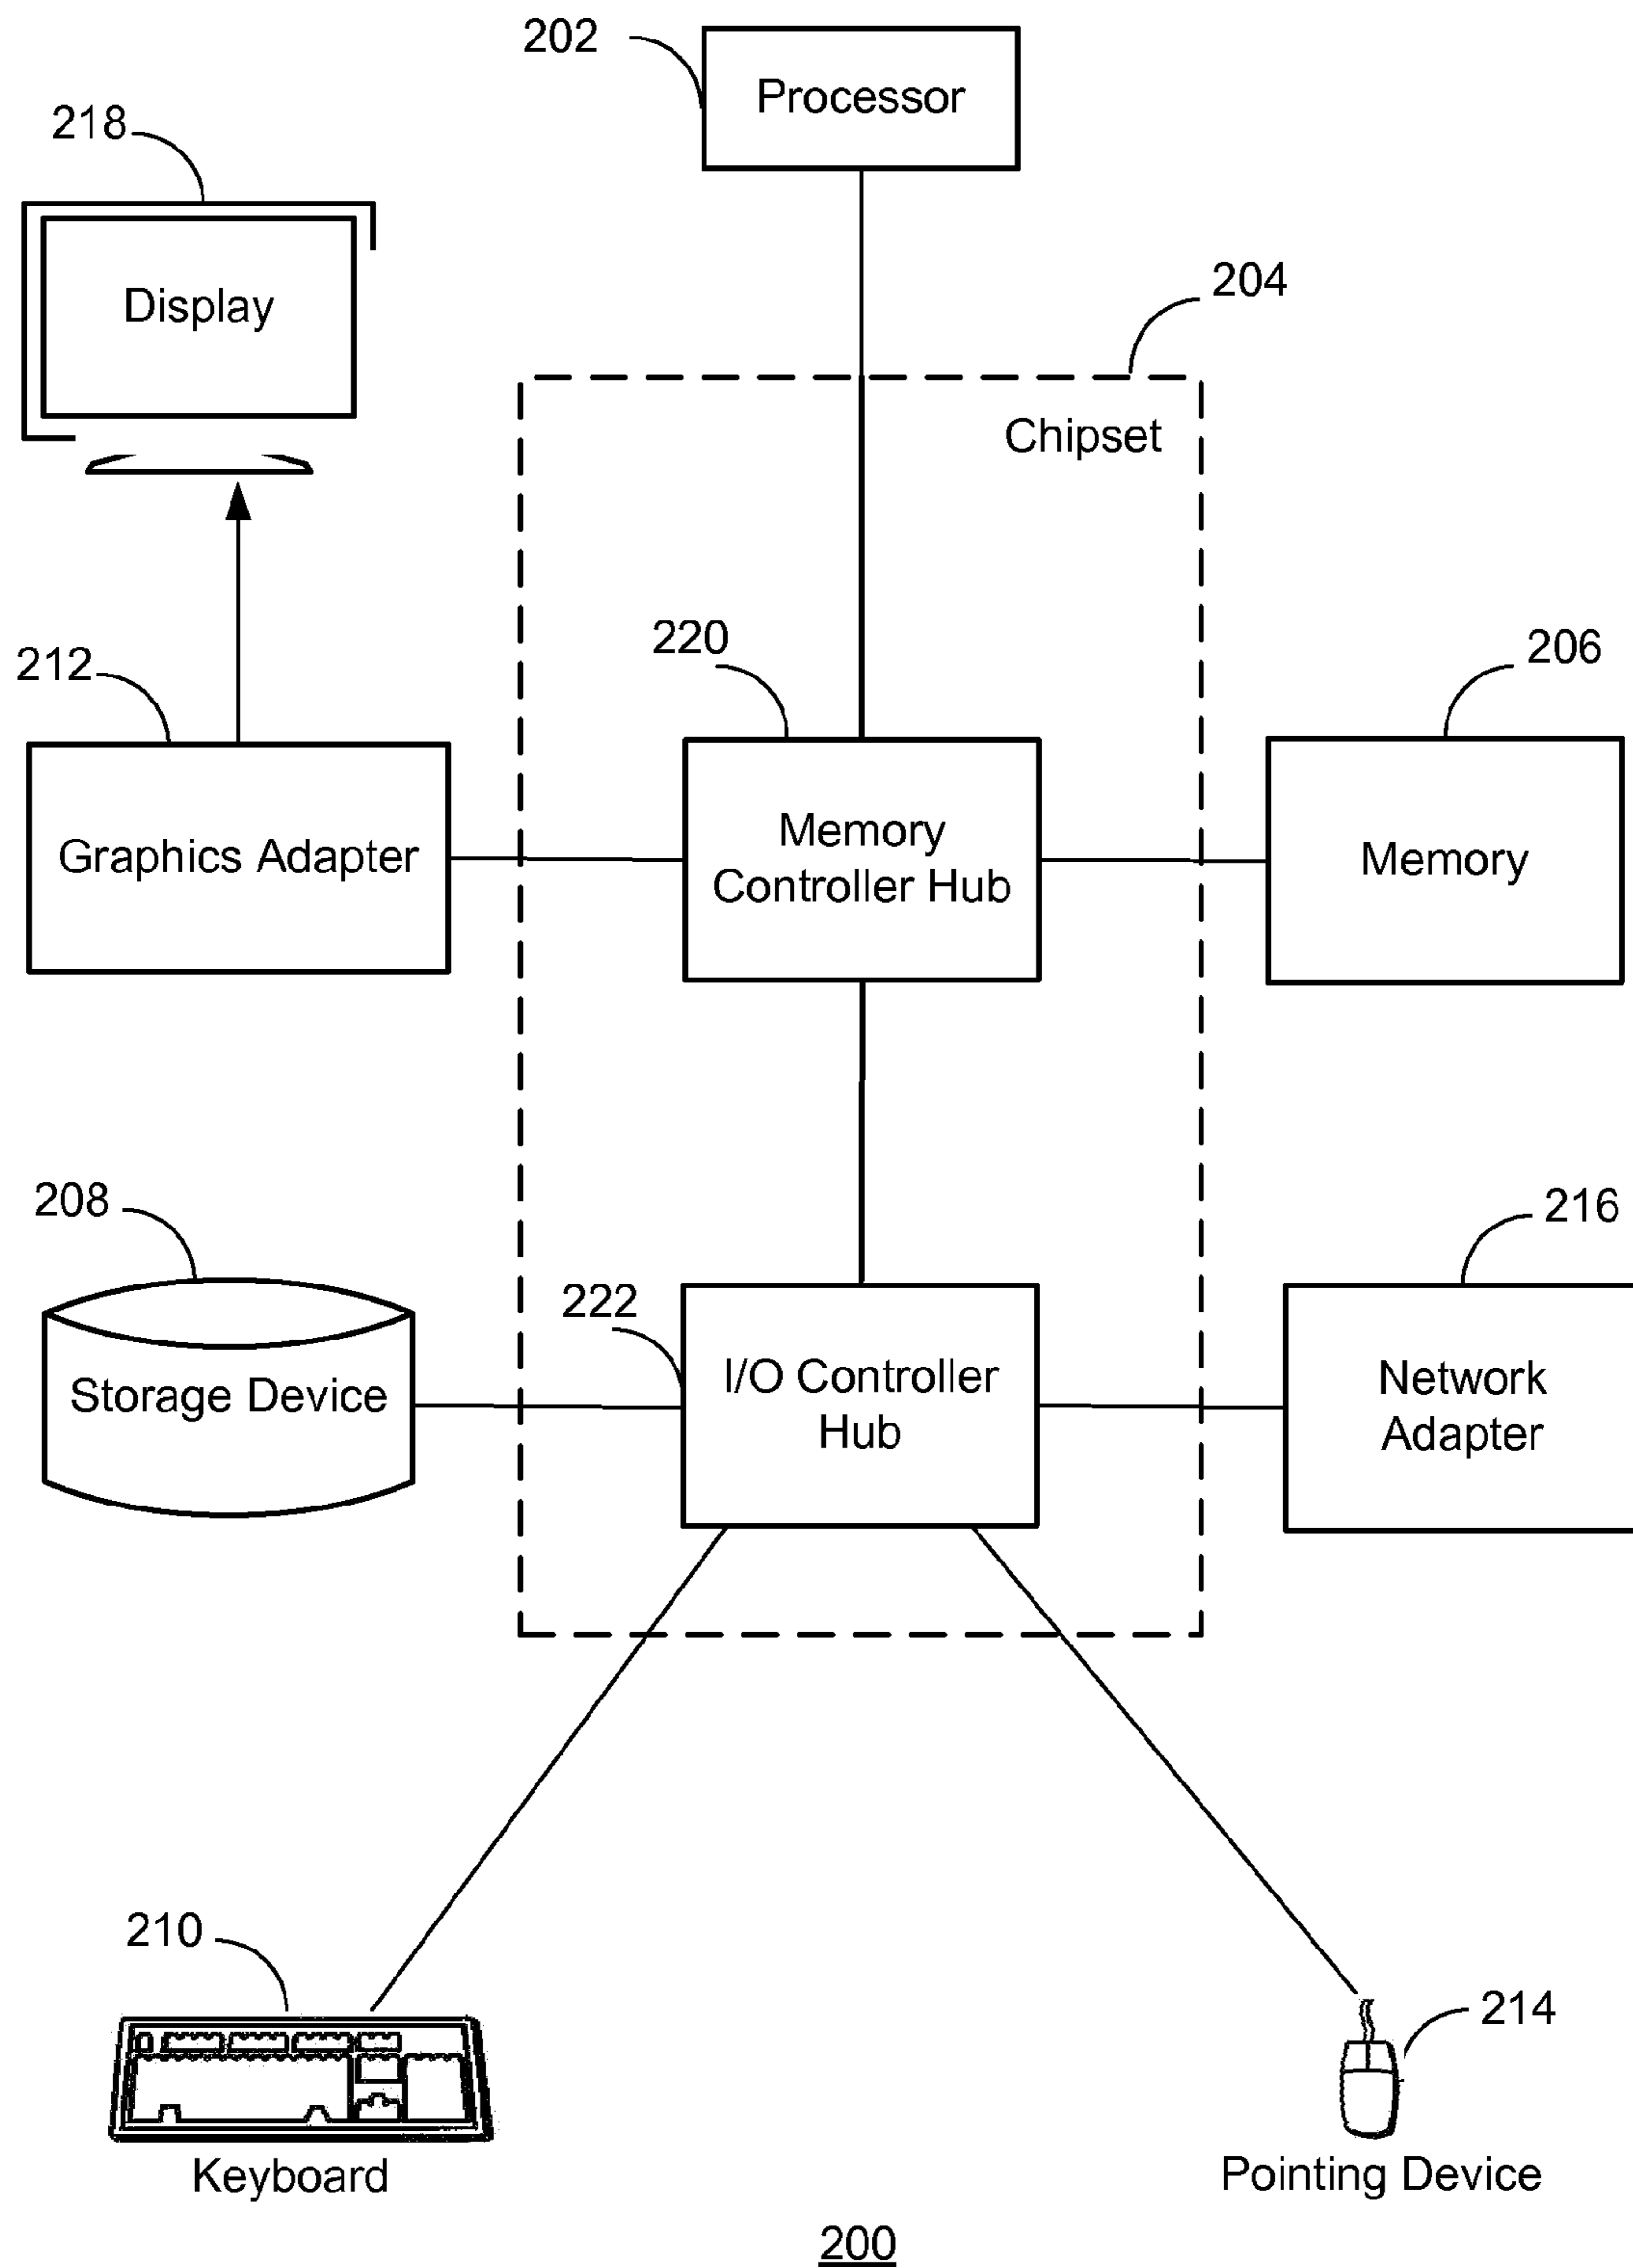 202
Processor
218
Display
204
Chipset
220
206
212
Memory
Controller Hub
Graphics Adapter
Memory
208
216
222
I/O Controller
Hub
Storage Device
Network
Adapter
210
214
Keyboard
Pointing Device
200